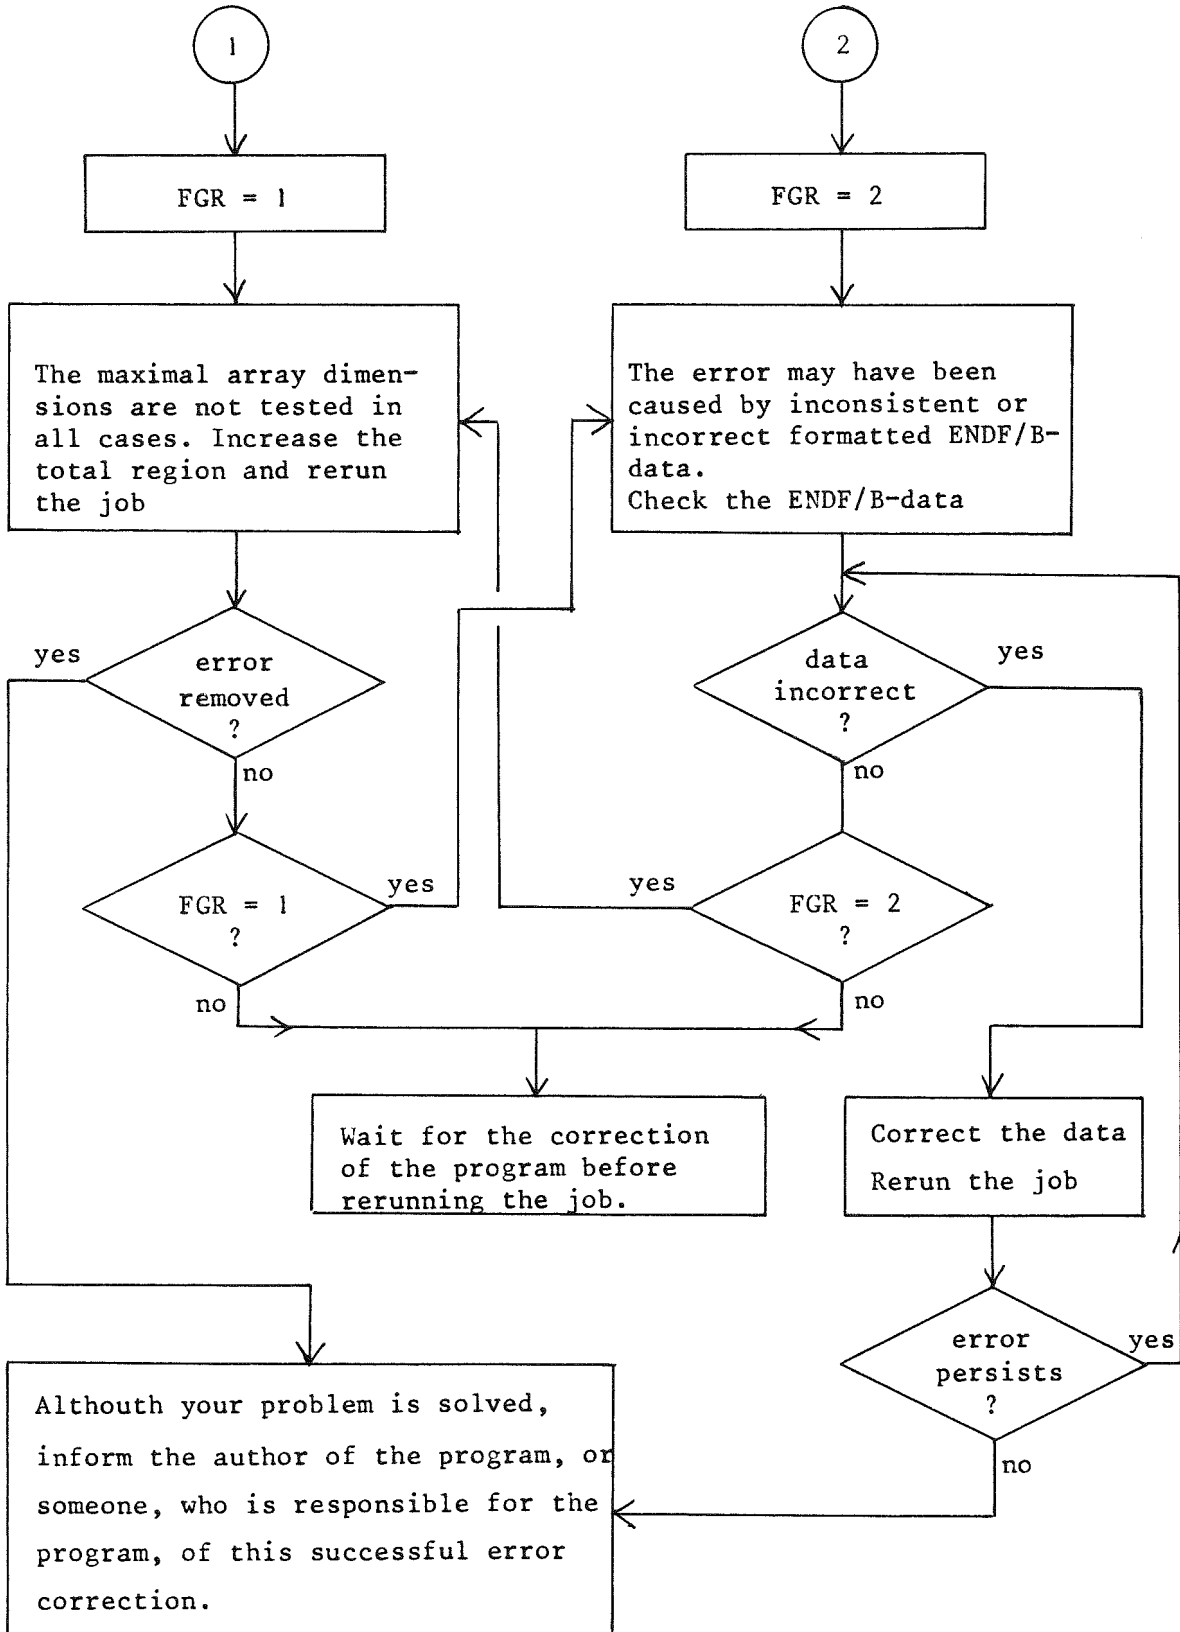 1
2
FGR = 1
FGR = 2
The maximal array dimen-
sions are not tested in
all cases. Increase the
total region and rerun
the job
The error may have been
caused by inconsistent or
incorrect formatted ENDF/B-
data.
Check the ENDF/B-data
yes
error
removed
?
no
data
incorrect
?
yes
no
FGR = 1
?
yes
no
yes
FGR = 2
?
no
Wait for the correction
of the program before
rerunning the job.
Correct the data
Rerun the job
error
persists
?
yes
no
Althouth your problem is solved,
inform the author of the program, or
someone, who is responsible for the
program, of this successful error
correction.